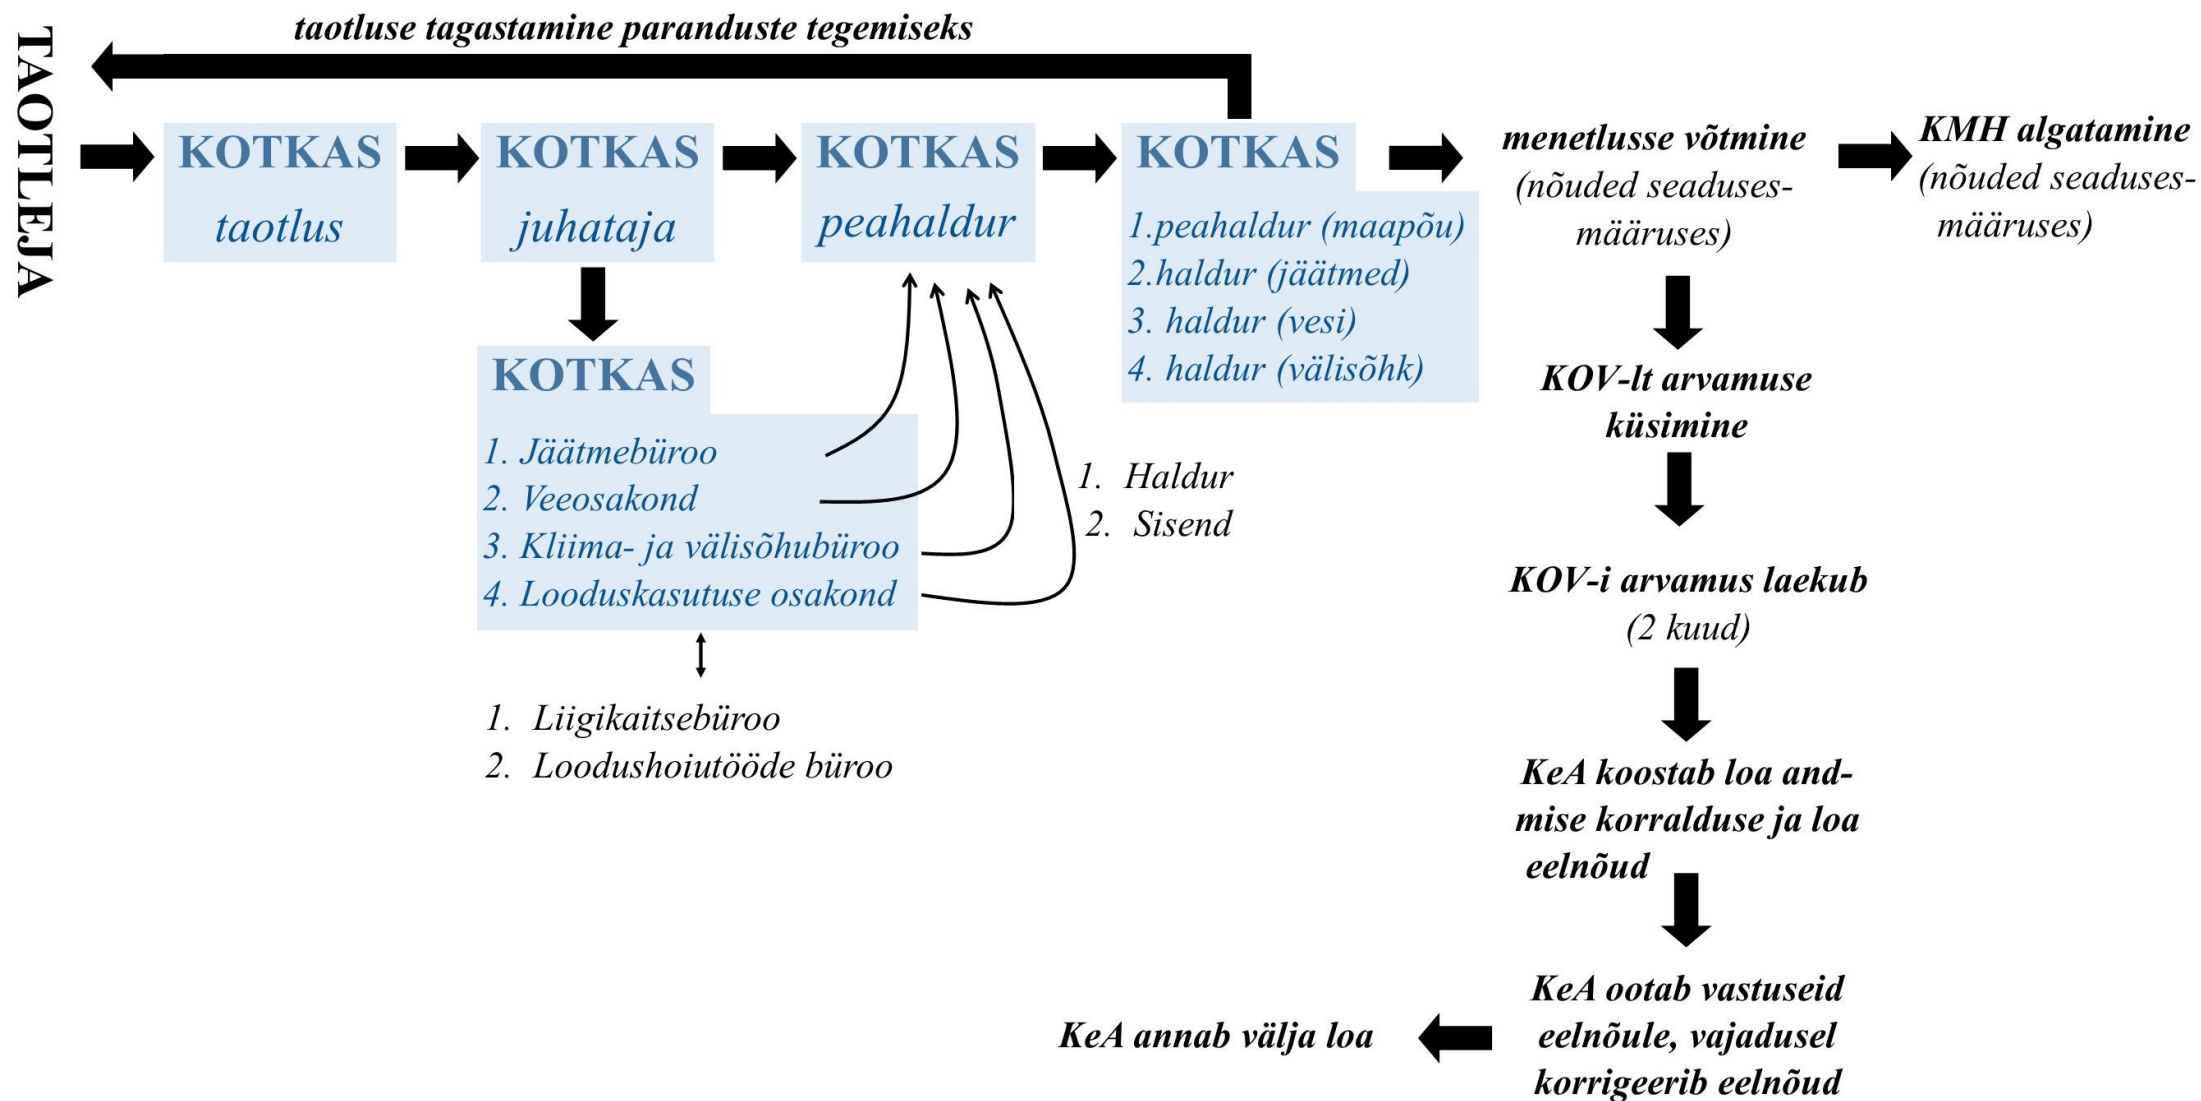 taotluse tagastamine paranduste tegemiseks
TAOTLEJA
KOTKAS
taotlus
KOTKAS
juhataja
KOTKAS
peahaldur
KOTKAS
1.peahaldur (maapõu)
2.haldur (jäätmed)
3. haldur (vesi)
4. haldur (välisõhk)
menetlusse võtmine
(nõuded seaduses-
määruses)
KMH algatamine
(nõuded seaduses-
määruses)
KOTKAS
1. Jäätmebüroo
2. Veeosakond
3. Kliima- ja välisõhubüroo
4. Looduskasutuse osakond
1. Haldur
2. Sisend
1. Liigikaitsebüroo
2. Loodushoiutööde büroo
KOV-lt arvamuse
küsimine
KOV-i arvamus laekub
(2 kuud)
KeA koostab loa and-
mise korralduse ja loa
eelnõud
KeA ootab vastuseid
eelnõule, vajadusel
korrigeerib eelnõud
KeA annab välja loa